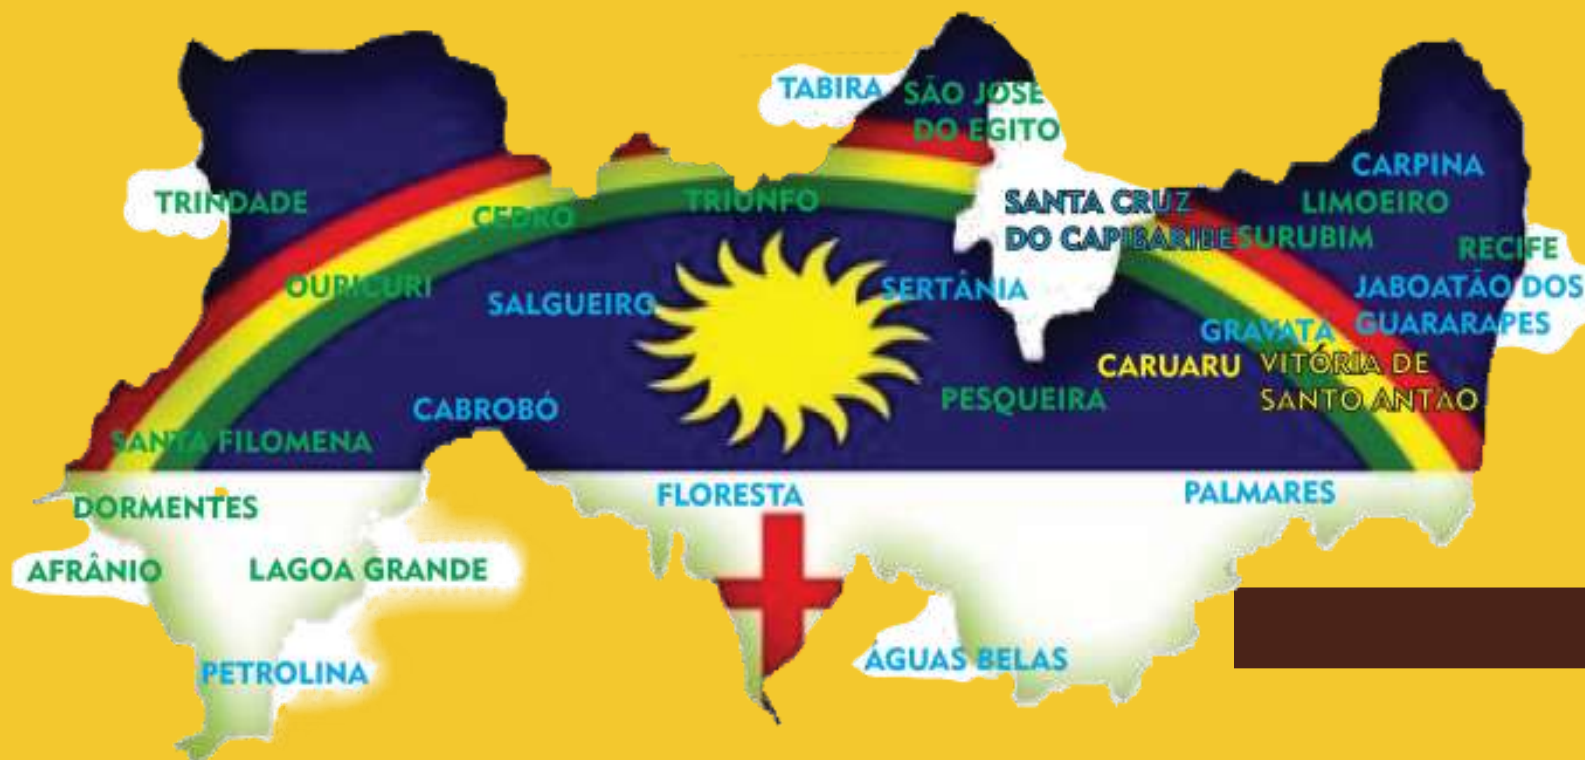 TABIRA
SÃO JOSE
DO EGITO
CARPINA
TRINDADE
CEDRO
TRIUNFO
SANTA CRUZ
DO CAPIBARIBE
LIMOEIRO
SURUBIM
RECIFE
OURICURI
SALGUEIRO
SERTÂNIA
JABOATÃO DOS
GUARARAPES
GRAVATÁ
CARUARU
VITÓRIA DE
SANTO ANTÃO
CABROBÓ
PESQUEIRA
SANTA FILOMENA
DORMENTES
FLORESTA
PALMARES
AFRÂNIO
LAGOA GRANDE
PETROLINA
ÁGUAS BELAS